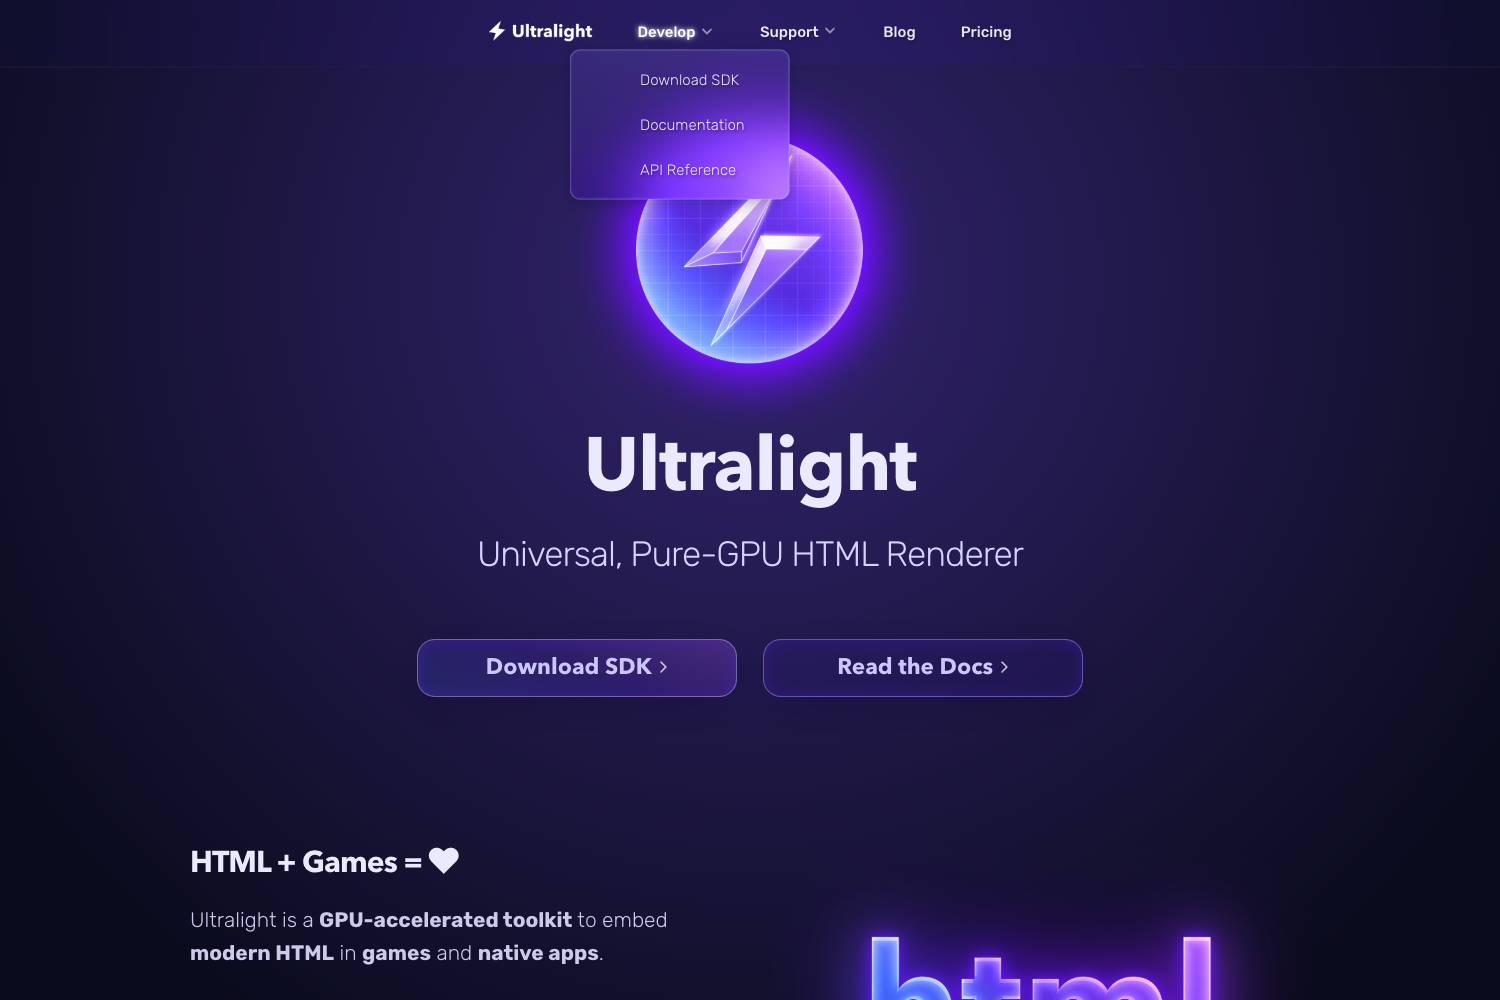 Ultralight
Develop
Support
Blog
Pricing
Download SDK
Documentation
API Reference
Ultralight
Universal, Pure-GPU HTML Renderer
Download SDK
Read the Docs
HTML + Games =
Ultralight is a GPU-accelerated toolkit to embed
modern HTML in games and native apps.
html